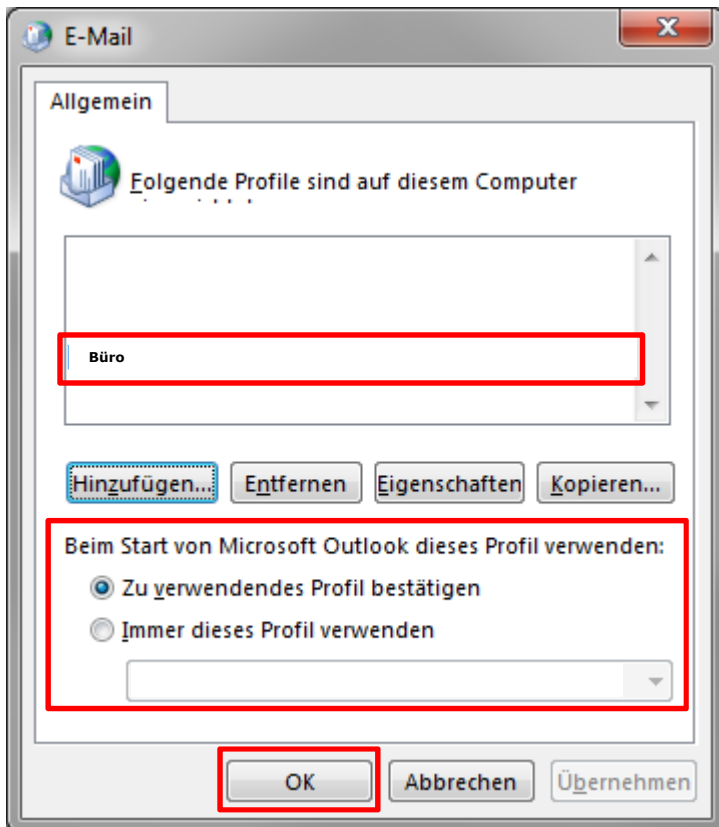 E-Mail
Allgemein
Folgende Profile sind auf diesem Computer
Büro
Hinzufügen... Entfernen Eigenschaften Kopieren...
Beim Start von Microsoft Outlook dieses Profil verwenden:
Zu verwendendes Profil bestätigen
Immer dieses Profil verwenden
OK Abbrechen Übernehmen